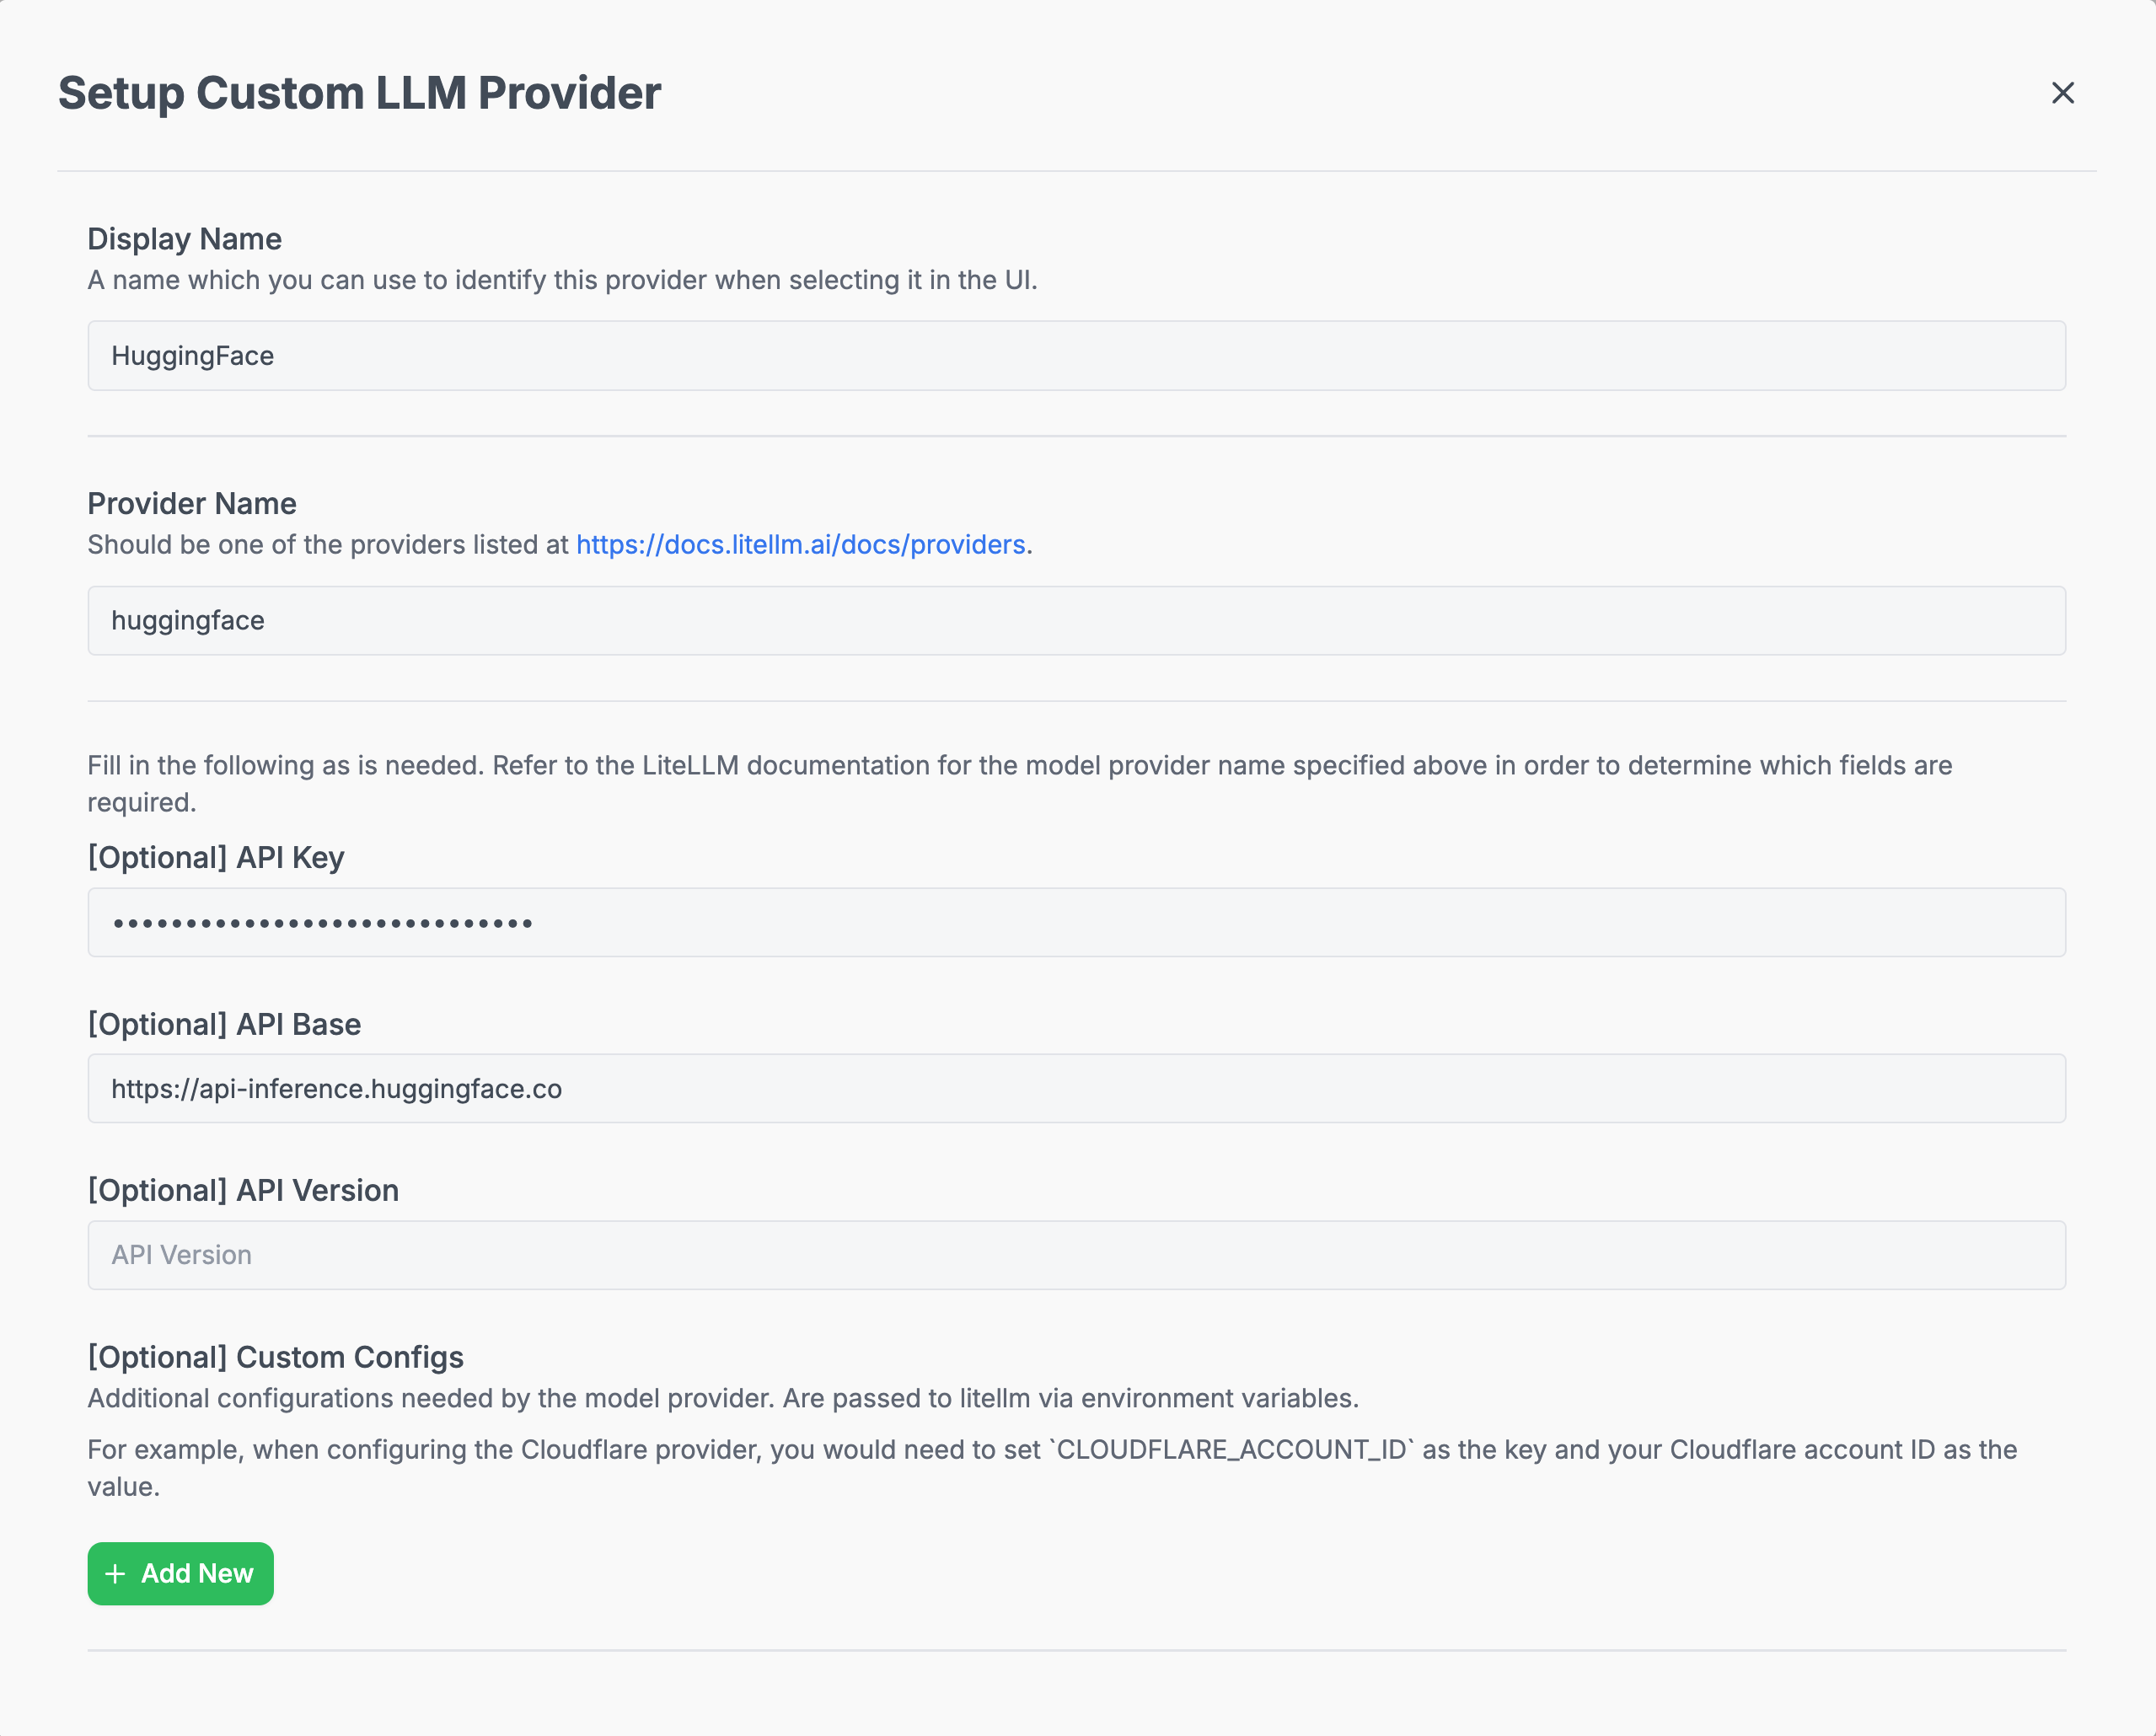 Setup Custom LLM Provider
Display Name
A name which you can use to identify this provider when selecting it in the UI.
HuggingFace
Provider Name
Should be one of the providers listed at https://docs.litellm.ai/docs/providers.
huggingface
Fill in the following as is needed. Refer to the LiteLLM documentation for the model provider name specified above in order to determine which fields are
required.
[Optional] API Key
•••••••••••••••••••••••••••••
[Optional] API Base
https://api-inference.huggingface.co
[Optional] API Version
API Version
[Optional] Custom Configs
Additional configurations needed by the model provider. Are passed to litellm via environment variables.
For example, when configuring the Cloudflare provider, you would need to set `CLOUDFLARE_ACCOUNT_ID` as the key and your Cloudflare account ID as the
value.
+ Add New